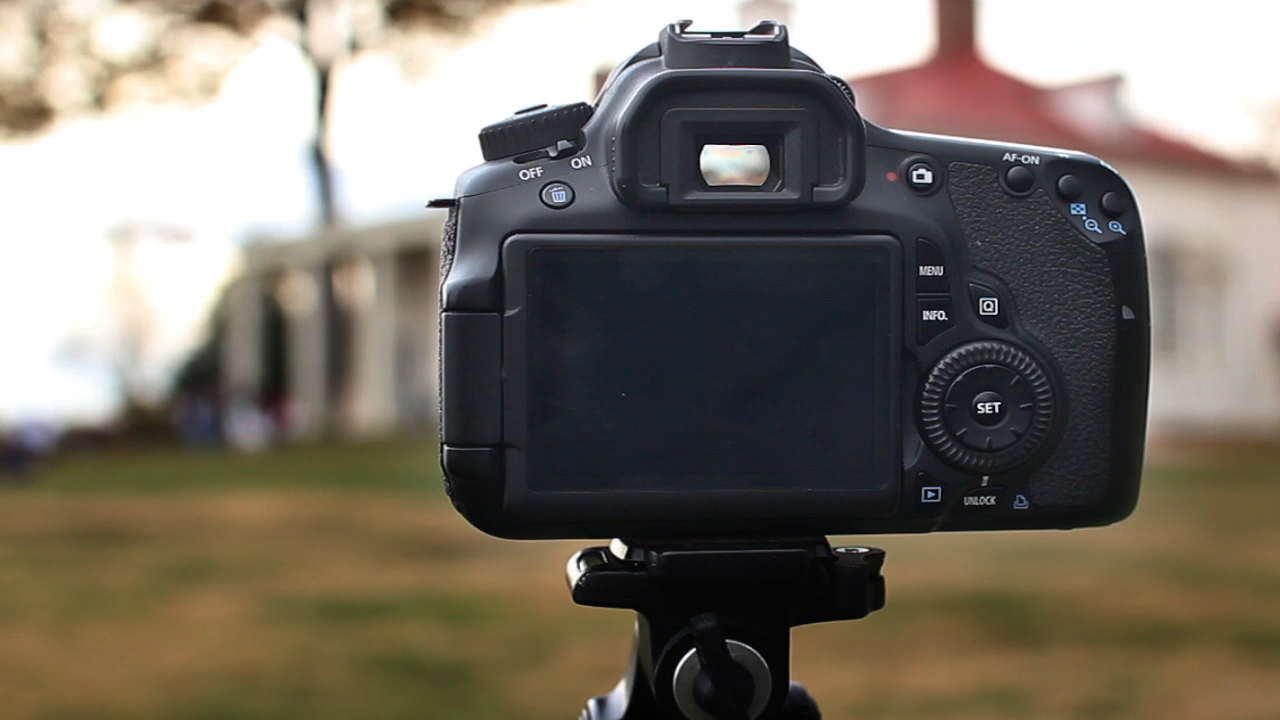 ON
OFF
AF-ON
MENU
Q
INFO.
SET
UNLOCK